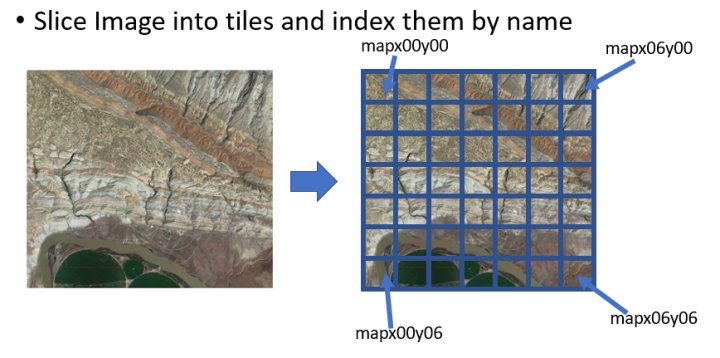 • Slice Image into tiles and index them by name
mapx00y00
mapx06y00
mapx00y06
mapx06y06